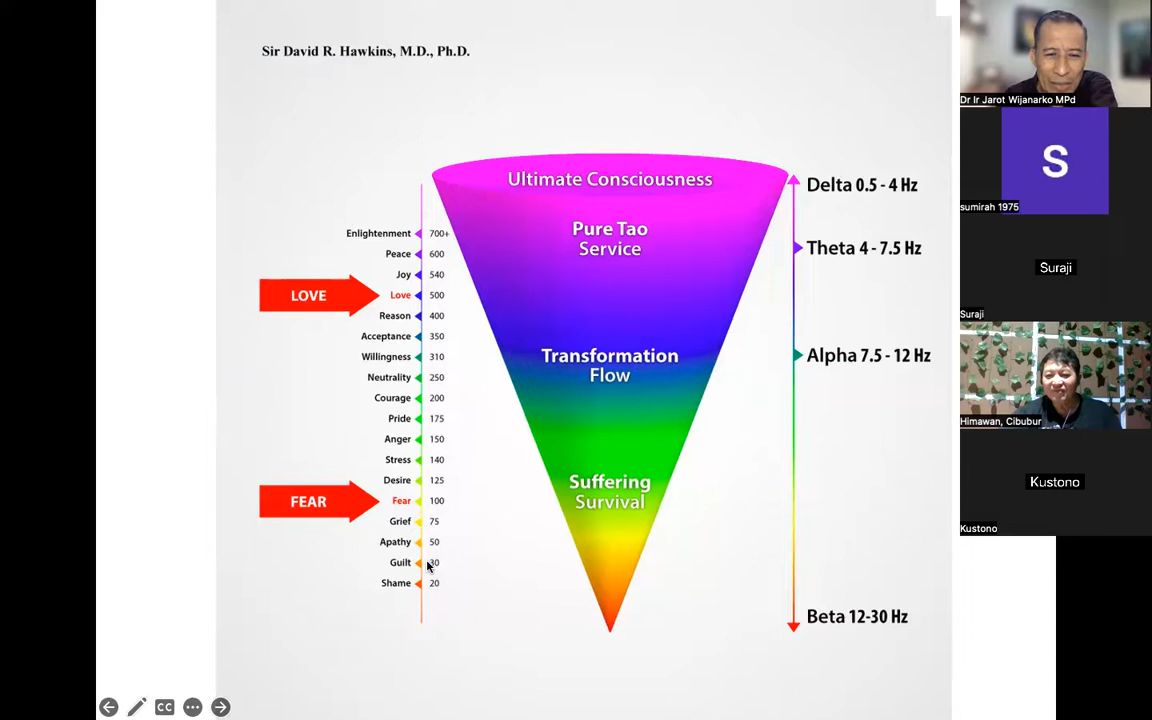 Sir David R. Hawkins, M.D., Ph.D.
Ultimate Consciousness
Pure Tao
Service
Transformation
Flow
Suffering
Survival
Enlightenment 700+
Peace 600
Joy 540
LOVE
Love 500
Reason 400
Acceptance 350
Willingness 310
Neutrality 250
Courage 200
Pride 175
Anger 150
Stress 140
Desire 125
FEAR
Fear 100
Grief 75
Apathy 50
Guilt 30
Shame 20
Delta 0.5 - 4 Hz
Theta 4 - 7.5 Hz
Alpha 7.5 - 12 Hz
Beta 12-30 Hz
CC
Dr Ir Jarot Wijanarko MPd
S
sumirah 1975
Suraji
Suraji
Himawan, Cibubur
Kustono
Kustono